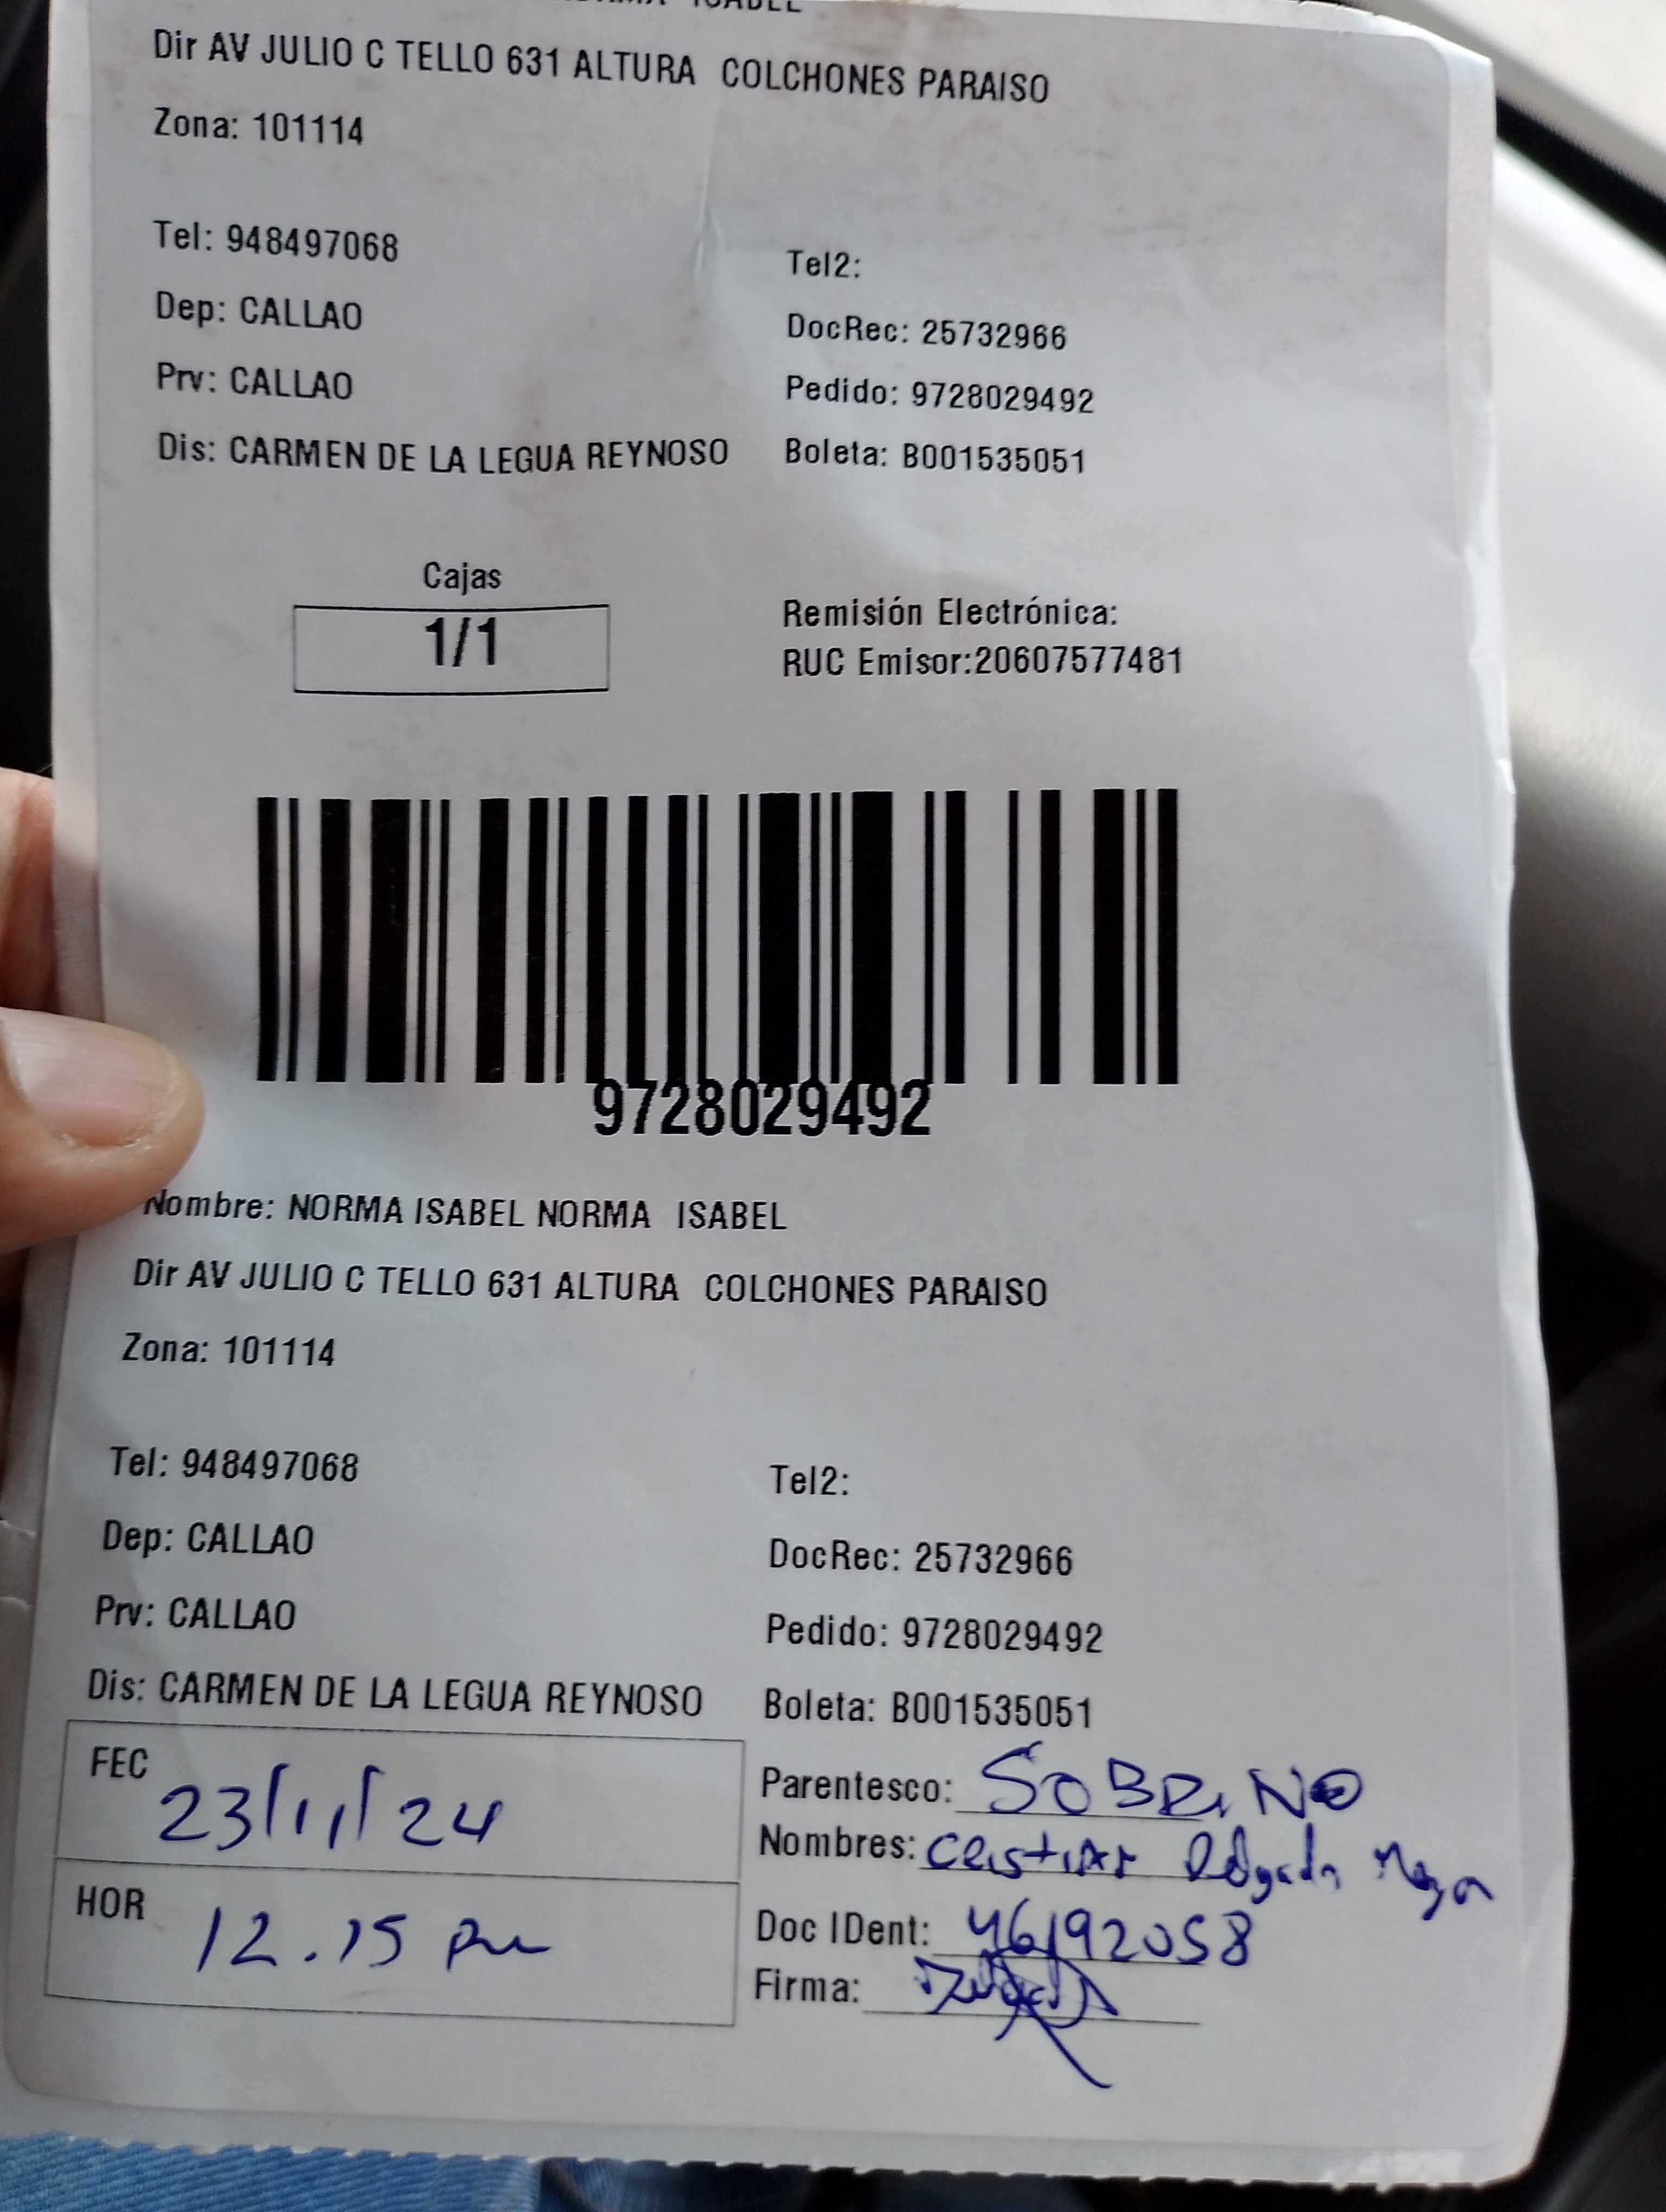 ISABEL
Dir AV JULIO C TELLO 631 ALTURA COLCHONES PARAISO
Zona: 101114
Tel: 948497068
Tel2:
Dep: CALLAO
DocRec: 25732966
Prv: CALLAO
Pedido: 9728029492
Dis: CARMEN DE LA LEGUA REYNOSO
Boleta: B001535051
Cajas
1/1
Remisión Electrónica:
RUC Emisor:20607577481
9728029492
Nombre: NORMA ISABEL NORMA ISABEL
Dir AV JULIO C TELLO 631 ALTURA COLCHONES PARAISO
Zona: 101114
Tel: 948497068
Tel2:
Dep: CALLAO
DocRec: 25732966
Prv: CALLAO
Pedido: 9728029492
Dis: CARMEN DE LA LEGUA REYNOSO
Boleta: B001535051
FEC 23/11/24
Parentesco: SOBRINO
Nombres: Cristian Delgado
HOR 12.15 pm
Doc IDent: 46192058
Firma: